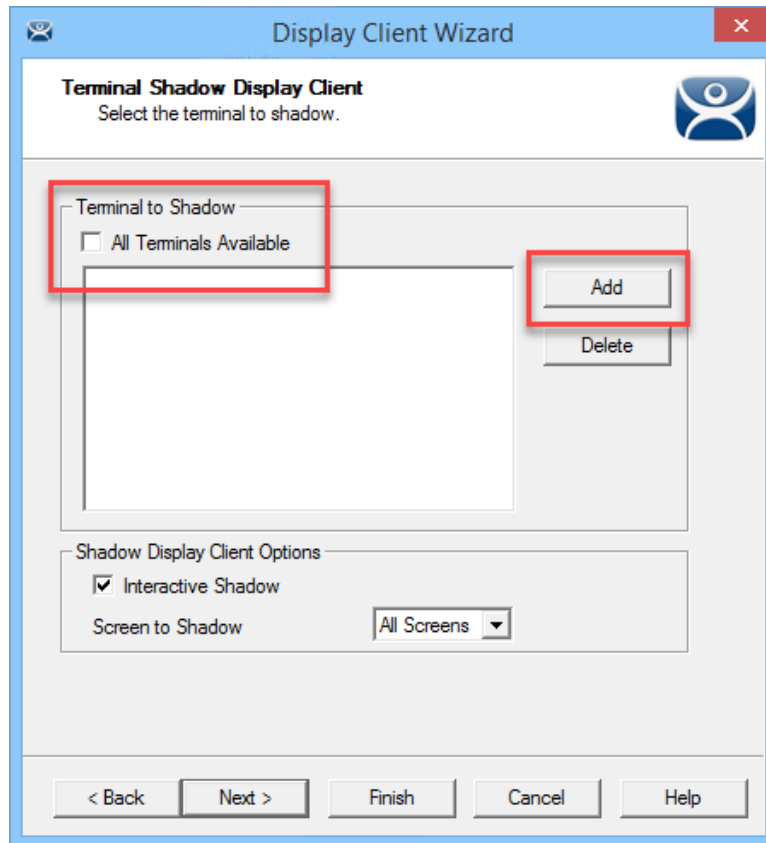 Display Client Wizard
Terminal Shadow Display Client
Select the terminal to shadow.
Terminal to Shadow
All Terminals Available
Add
Delete
Shadow Display Client Options
Interactive Shadow
Screen to Shadow All Screens
< Back Next > Finish Cancel Help